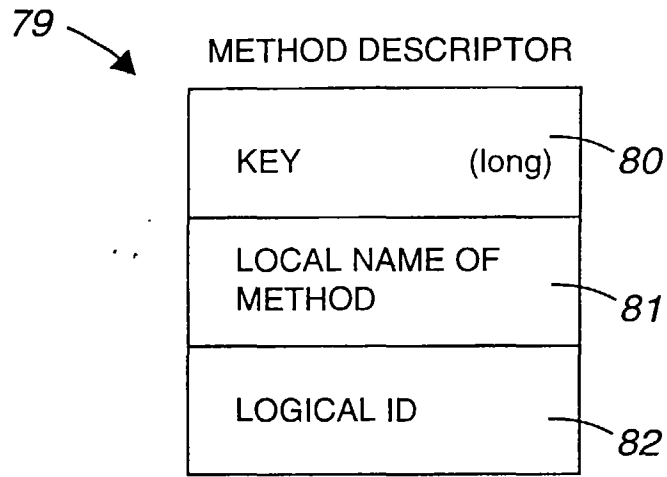 79
METHOD DESCRIPTOR
KEY (long) 80
LOCAL NAME OF
METHOD 81
LOGICAL ID 82